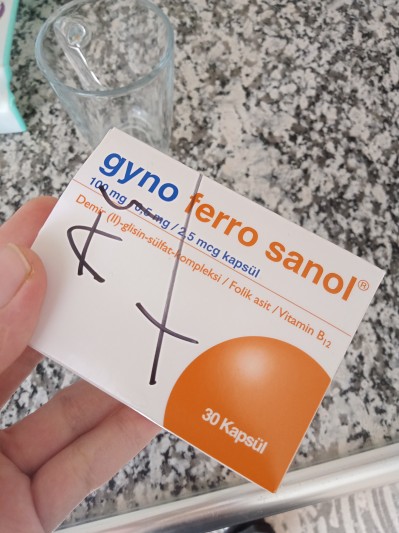 gyno ferro sanol®
100 mg / 0,5 mg / 2,5 mcg kapsül
Demir (II)-glisin-sülfat-kompleksi / Folik asit / Vitamin B12
30 Kapsül